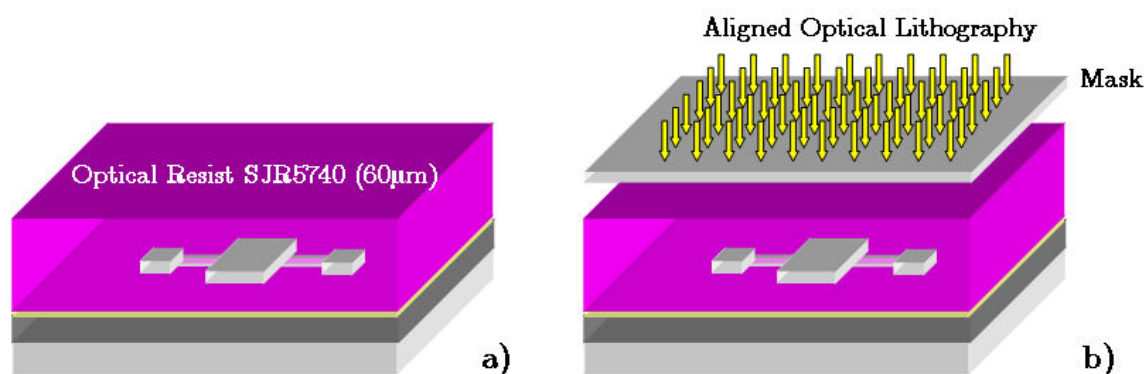 Aligned Optical Lithography
Mask
Optical Resist SJR5740 (60μm)
a)
b)